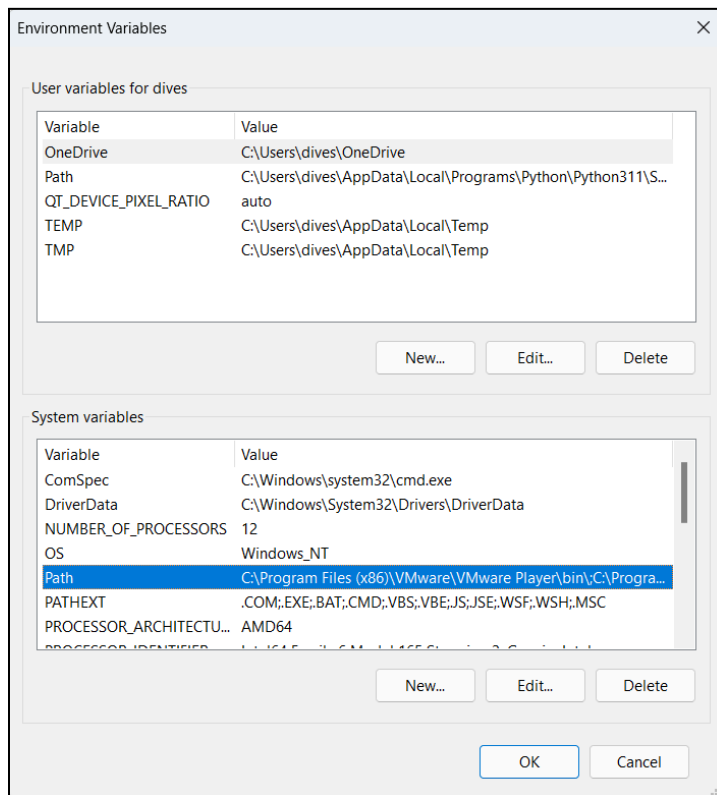 Environment Variables
User variables for dives
Variable Value
OneDrive C:\Users\dives\OneDrive
Path C:\Users\dives\AppData\Local\Programs\Python\Python311\S...
QT_DEVICE_PIXEL_RATIO auto
TEMP C:\Users\dives\AppData\Local\Temp
TMP C:\Users\dives\AppData\Local\Temp
New... Edit... Delete
System variables
Variable Value
ComSpec C:\Windows\system32\cmd.exe
DriverData C:\Windows\System32\Drivers\DriverData
NUMBER_OF_PROCESSORS 12
OS Windows_NT
Path C:\Program Files (x86)\VMware\VMware Player\bin\;C:\Progra...
PATHEXT .COM;.EXE;.BAT;.CMD;.VBS;.VBE;.JS;.JSE;.WSF;.WSH;.MSC
PROCESSOR_ARCHITECTU... AMD64
New... Edit... Delete
OK Cancel